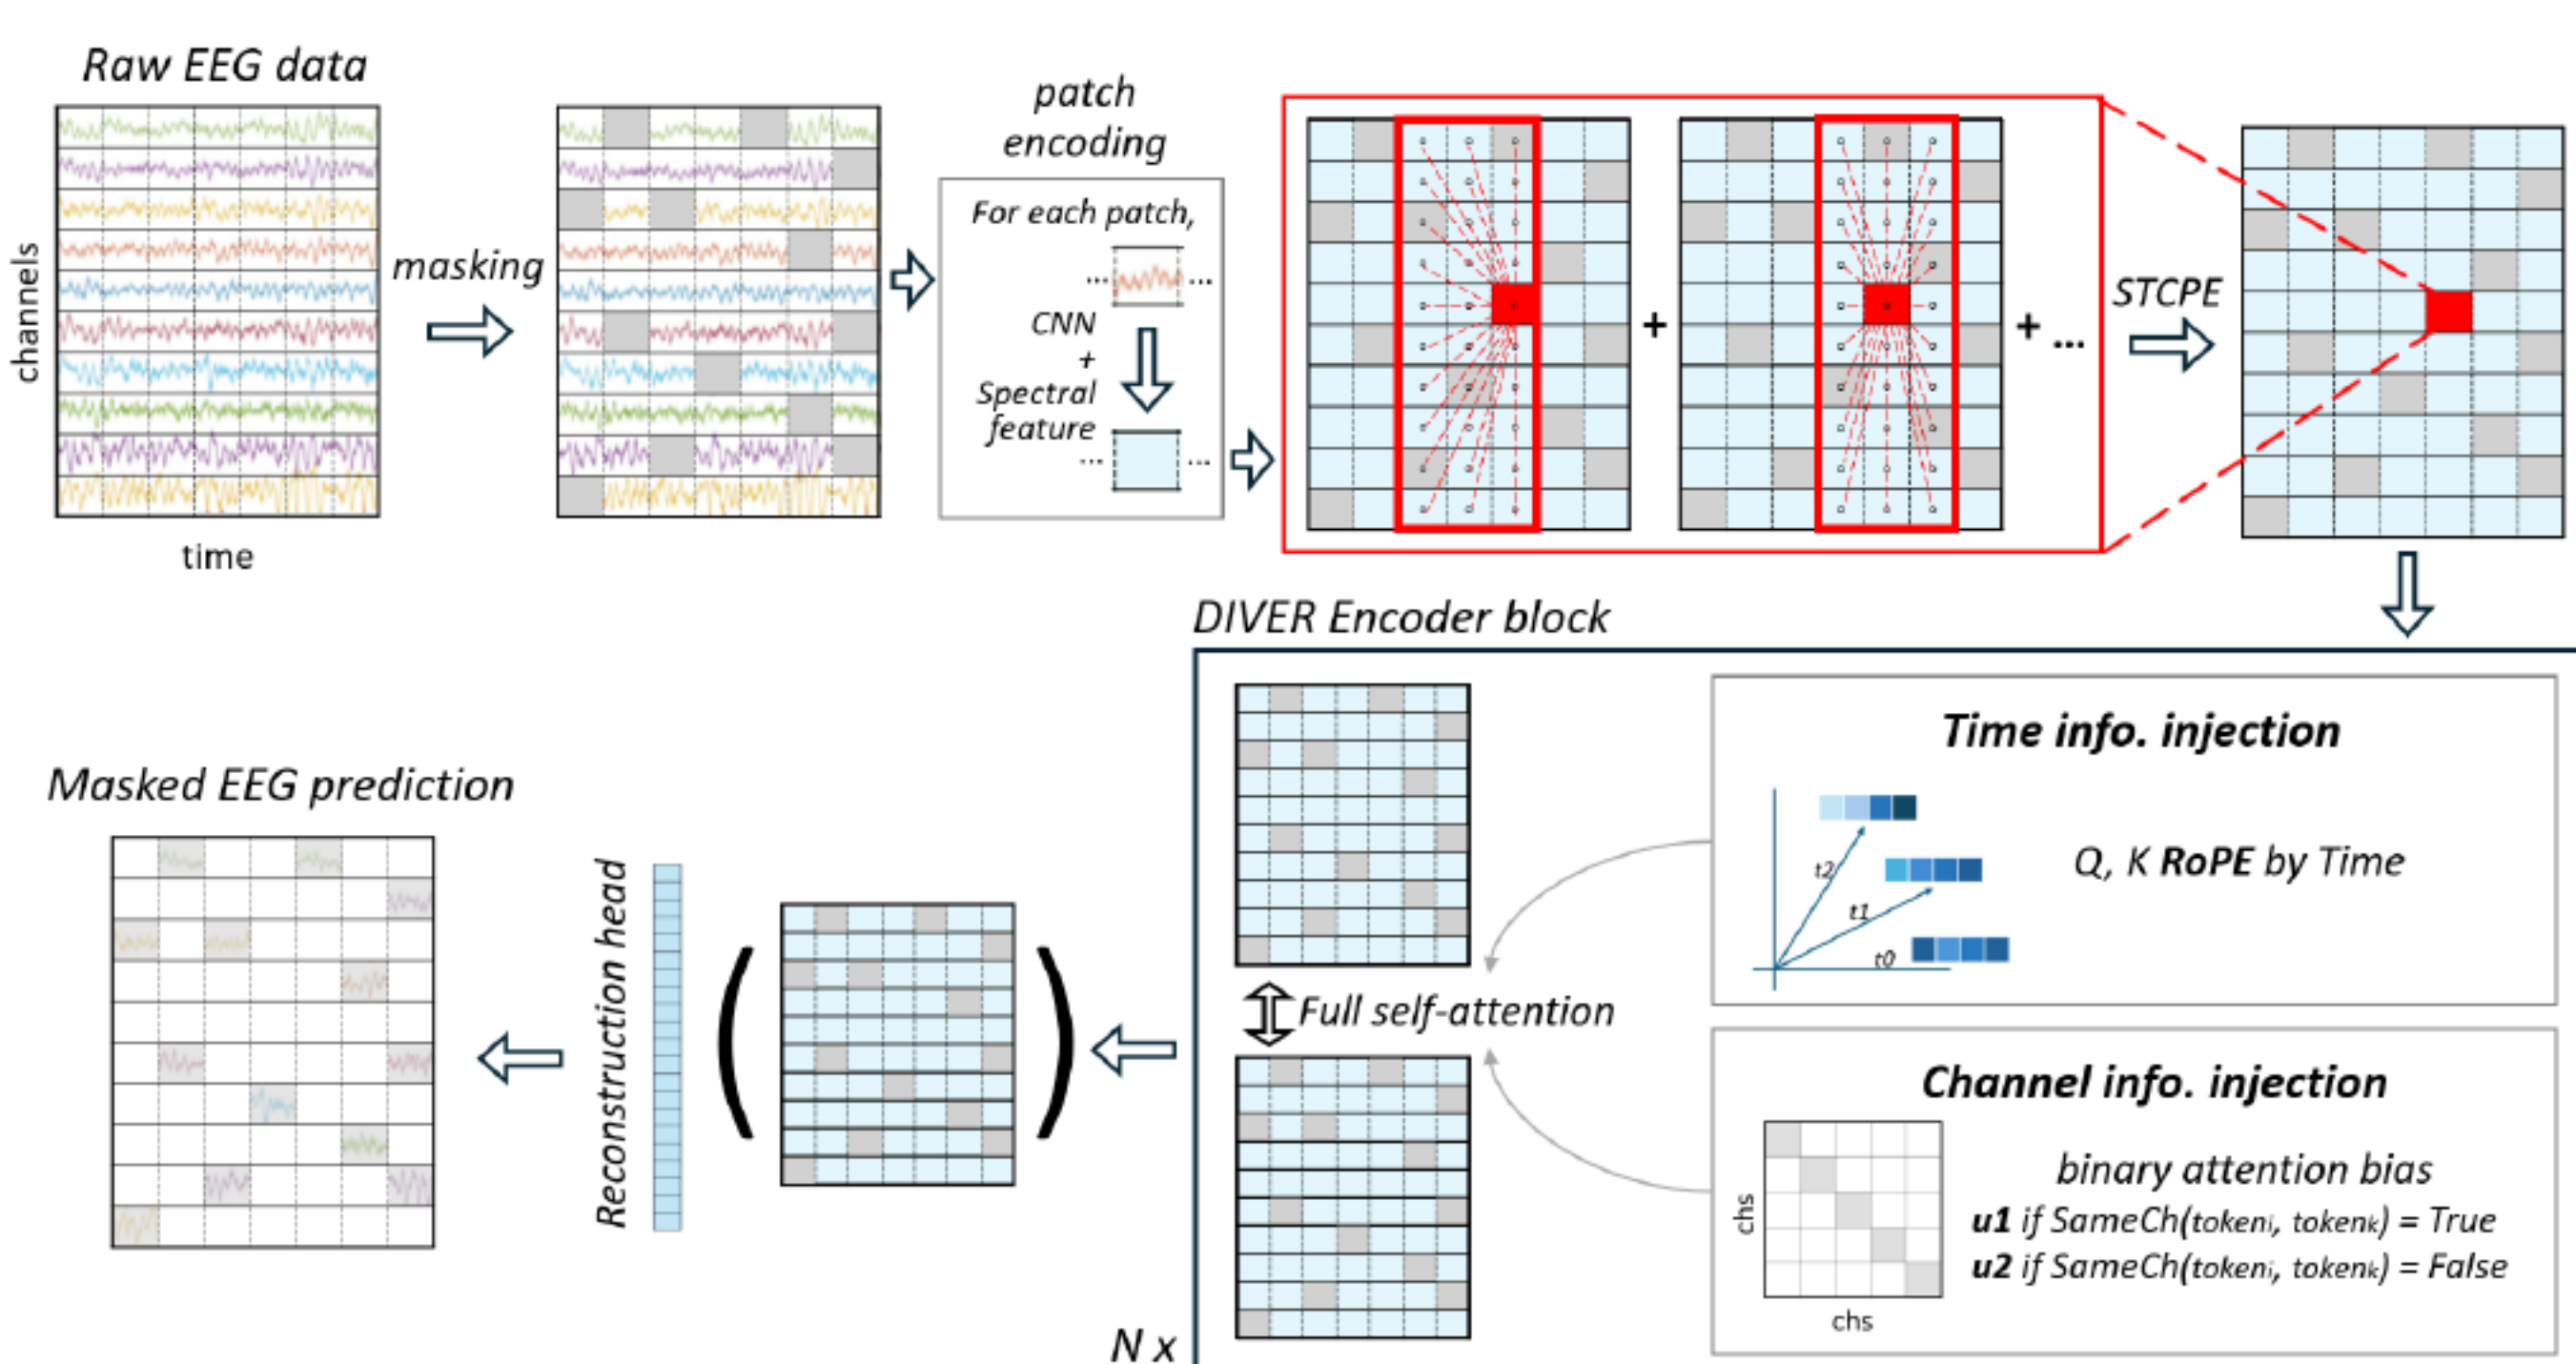 Raw EEG data
channels
time
masking
patch
encoding
For each patch,
... ...
CNN
+
Spectral
feature
... ...
+
+ ...
STCPE
DIVER Encoder block
Time info. injection
t2
t1
t0
Q, K RoPE by Time
Full self-attention
Channel info. injection
chs
chs
binary attention bias
u1 if SameCh(tokeni, tokenk) = True
u2 if SameCh(tokeni, tokenk) = False
N x
( )
Reconstruction head
Masked EEG prediction